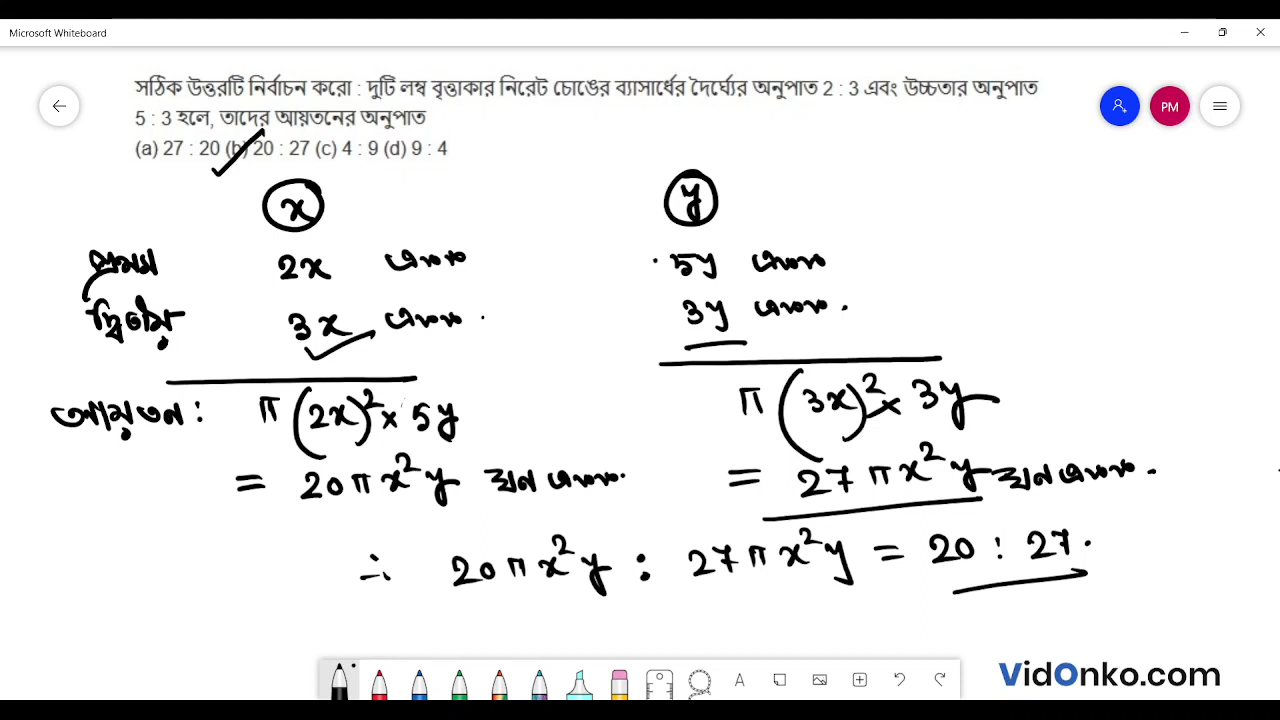 Microsoft Whiteboard
সঠিক উত্তরটি নির্বাচন করো : দুটি লম্ব বৃত্তাকার নিরেট চোঙের ব্যাসার্ধের দৈর্ঘ্যের অনুপাত 2 : 3 এবং উচ্চতার অনুপাত
5 : 3 হলে, তাদের আয়তনের অনুপাত
(a) 27 : 20 (b) 20 : 27 (c) 4 : 9 (d) 9 : 4
PM
x y
প্রথম 2x একক 5y একক
দ্বিতীয় 3x একক 3y একক
আয়তন : π(2x)² × 5y π(3x)² × 3y
= 20πx²y ঘন একক = 27πx²y ঘন একক
∴ 20πx²y : 27πx²y = 20 : 27
A
VidOnko.com